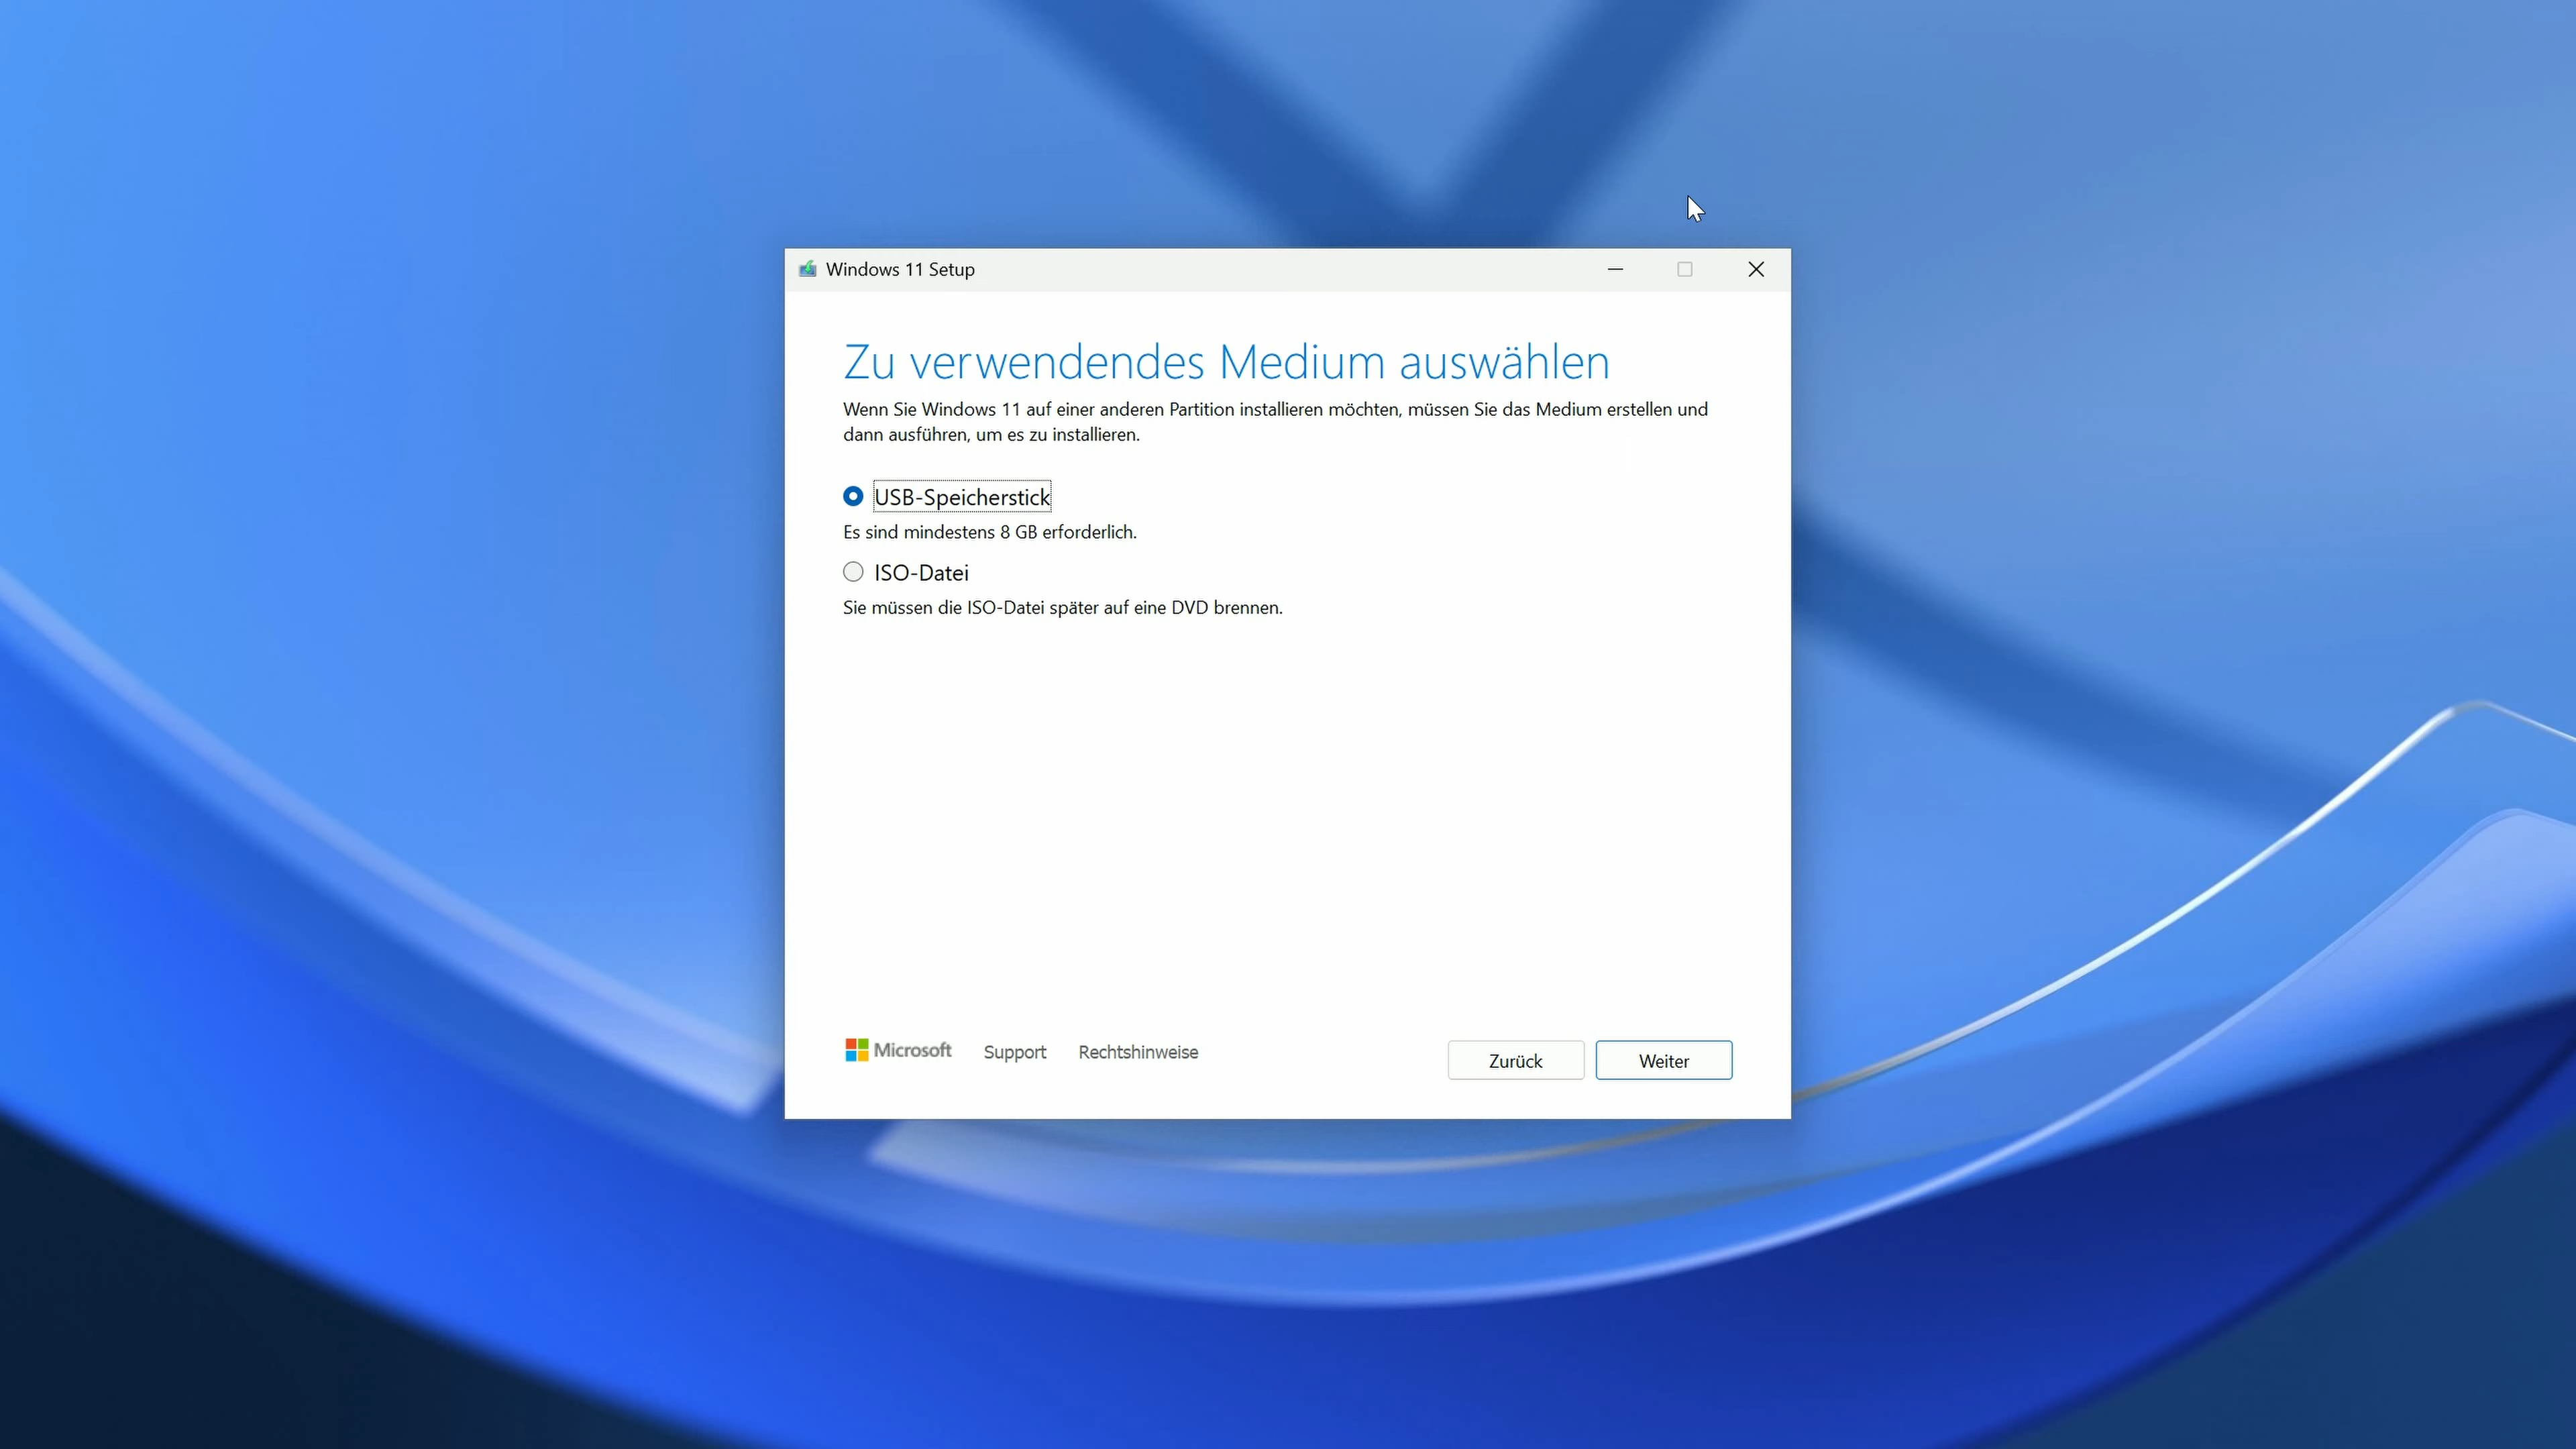 Windows 11 Setup
Zu verwendendes Medium auswählen
Wenn Sie Windows 11 auf einer anderen Partition installieren möchten, müssen Sie das Medium erstellen und
dann ausführen, um es zu installieren.
USB-Speicherstick
Es sind mindestens 8 GB erforderlich.
ISO-Datei
Sie müssen die ISO-Datei später auf eine DVD brennen.
Microsoft Support Rechtshinweise Zurück Weiter